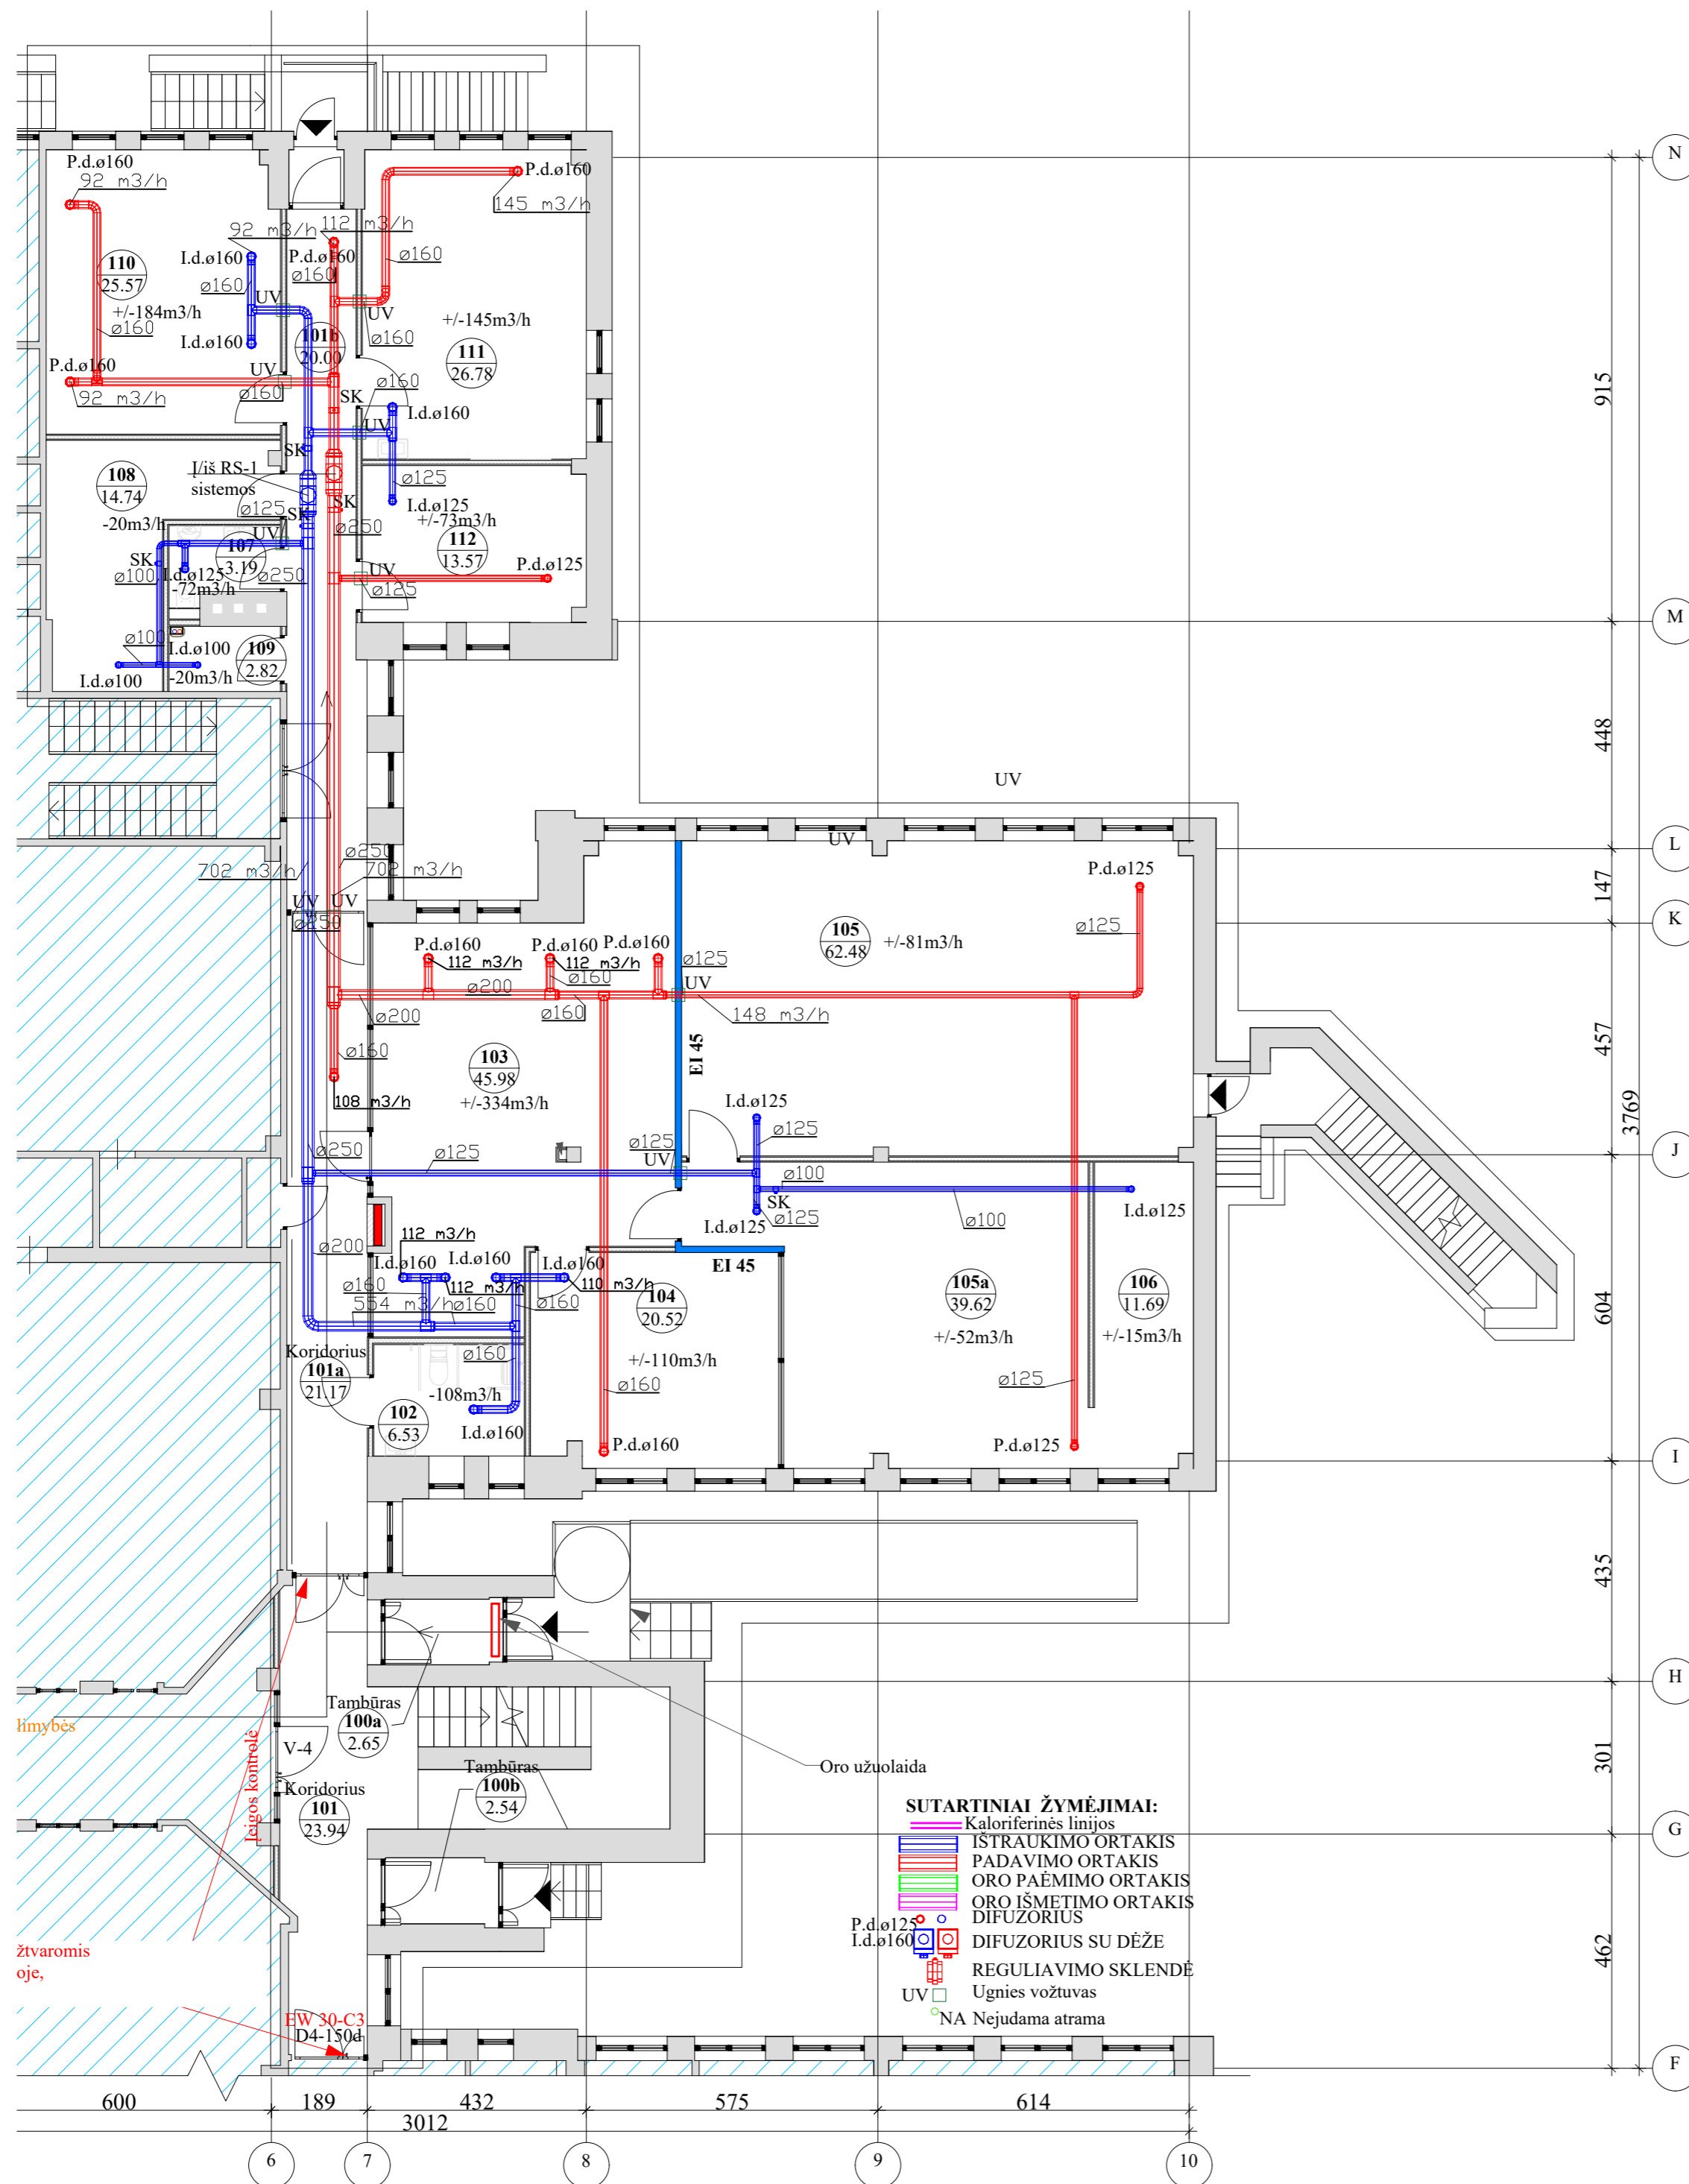 N
P.d.ø160
92 m3/h
P.d.ø160
145 m3/h
92 m3/h
112 m3/h
I.d.ø160
P.d.ø160
ø160
ø160
110
25.57
ø160
UV
+/-184m3/h
ø160
UV
+/-145m3/h
ø160
I.d.ø160
101b
20.00
111
26.78
P.d.ø160
UV
ø160
92 m3/h
ø160
SK
I.d.ø160
UV
915
SK
Į/iš RS-1
sistemos
108
14.74
ø125
I.d.ø125
SK
ø125
-20m3/h
SK
+/-73m3/h
UV
ø250
112
13.57
107
3.19
SK
I.d.ø125
ø100
-72m3/h
ø250
UV
ø125
P.d.ø125
M
ø100
I.d.ø100
109
2.82
-20m3/h
I.d.ø100
448
UV
UV
L
ø250
702 m3/h
702 m3/h
P.d.ø125
147
UV
UV
ø250
K
105
62.48
+/-81m3/h
ø125
P.d.ø160
P.d.ø160
P.d.ø160
112 m3/h
112 m3/h
ø125
ø160
UV
ø200
ø160
ø200
148 m3/h
ø160
103
45.98
+/-334m3/h
EI 45
457
108 m3/h
I.d.ø125
3769
ø125
ø125
J
ø250
ø125
UV
ø100
SK
I.d.ø125
I.d.ø125
ø125
ø100
ø200
112 m3/h
I.d.ø160
I.d.ø160
I.d.ø160
EI 45
112 m3/h
110 m3/h
ø160
554 m3/h
ø160
ø160
104
20.52
105a
39.62
106
11.69
604
+/-52m3/h
+/-15m3/h
Koridorius
101a
21.17
ø160
+/-110m3/h
ø160
ø125
-108m3/h
102
6.53
I.d.ø160
P.d.ø160
P.d.ø125
I
435
H
Tambūras
100a
2.65
limybės
Įeigos kontrolė
V-4
Tambūras
100b
2.54
Oro užuolaida
301
Koridorius
101
23.94
SUTARTINIAI ŽYMĖJIMAI:
Kaloriferinės linijos
IŠTRAUKIMO ORTAKIS
PADAVIMO ORTAKIS
ORO PAĖMIMO ORTAKIS
ORO IŠMETIMO ORTAKIS
G
P.d.ø125
DIFUZORIUS
I.d.ø160
DIFUZORIUS SU DĖŽE
REGULIAVIMO SKLENDĖ
UV
Ugnies vožtuvas
NA Nejudama atrama
462
žtvaromis
oje,
EW 30-C3
D4-150d
F
600
189
432
575
614
3012
6
7
8
9
10